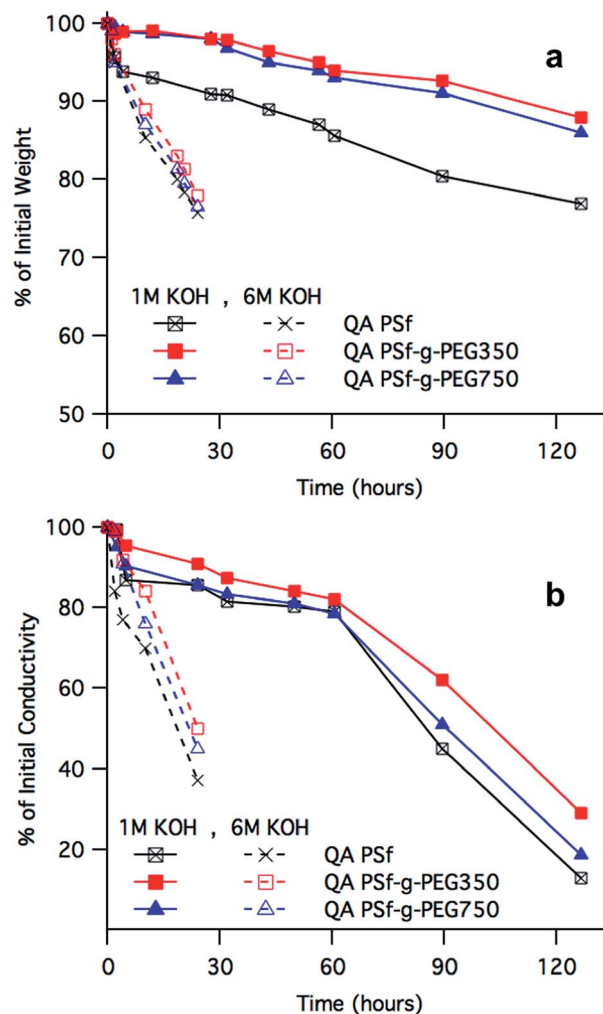 100
90
80
70
60
50
% of Initial Weight
a
1M KOH , 6M KOH
QA PSf
QA PSf-g-PEG350
QA PSf-g-PEG750
0 30 60 90 120
Time (hours)
100
80
60
40
20
% of Initial Conductivity
b
1M KOH , 6M KOH
QA PSf
QA PSf-g-PEG350
QA PSf-g-PEG750
0 30 60 90 120
Time (hours)